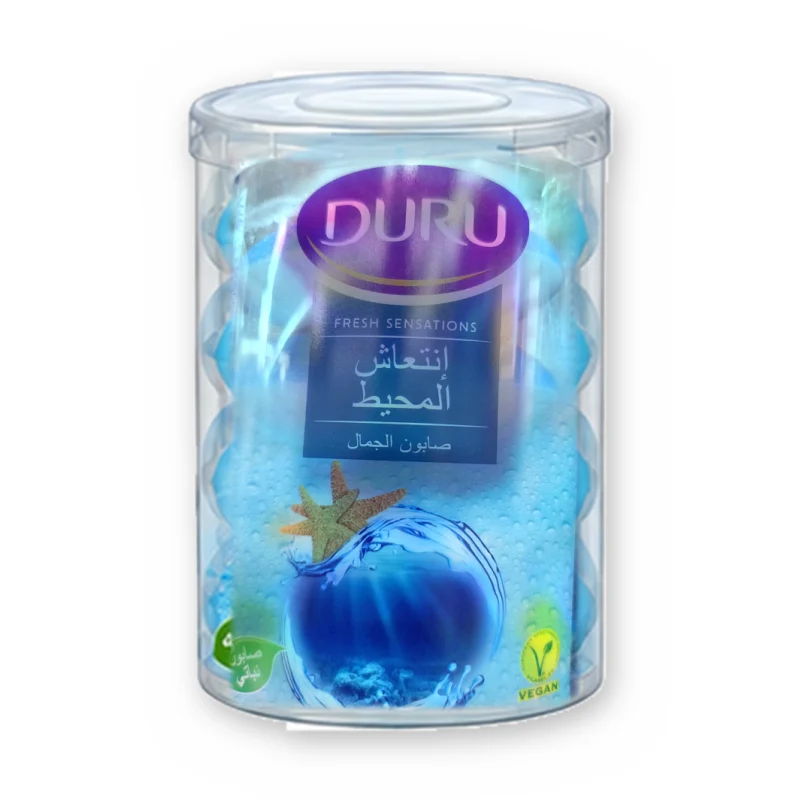 DURU
FRESH SENSATIONS
إنتعاش
المحيط
صابون الجمال
صابون
نباتي
VEGAN